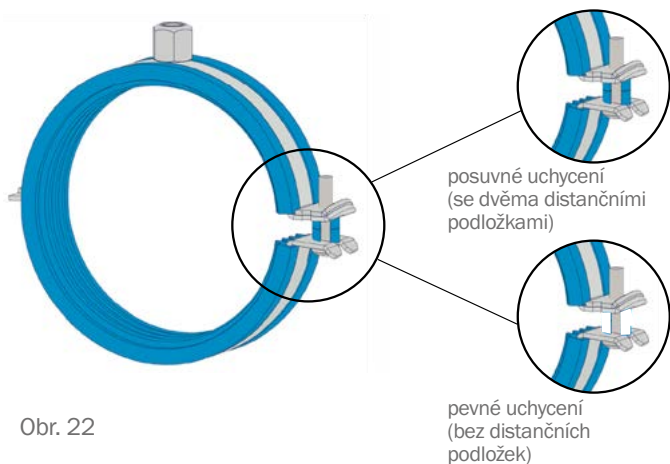 posuvné uchycení
(se dvěma distančními
podložkami)
pevné uchycení
(bez distančních
podložek)
Obr. 22